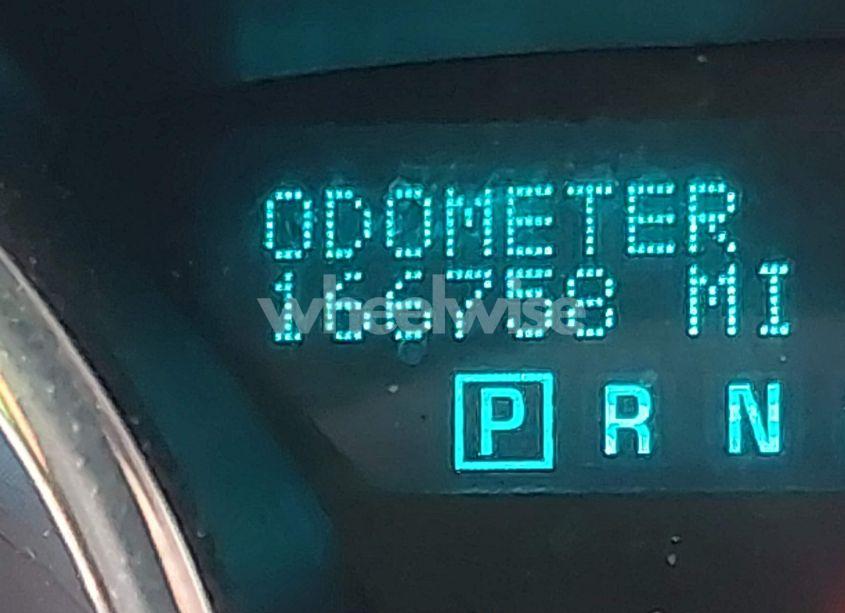 ODOMETER
166758 MI
wheelwise
P R N